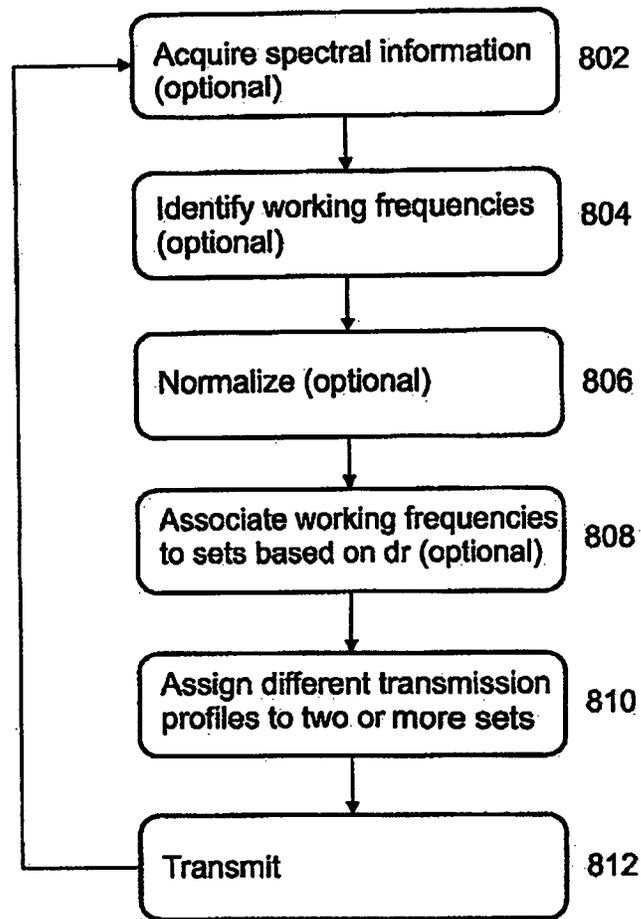 Acquire spectral information
(optional)
802
Identify working frequencies
(optional)
804
Normalize (optional)
806
Associate working frequencies
to sets based on dr (optional)
808
Assign different transmission
profiles to two or more sets
810
Transmit
812